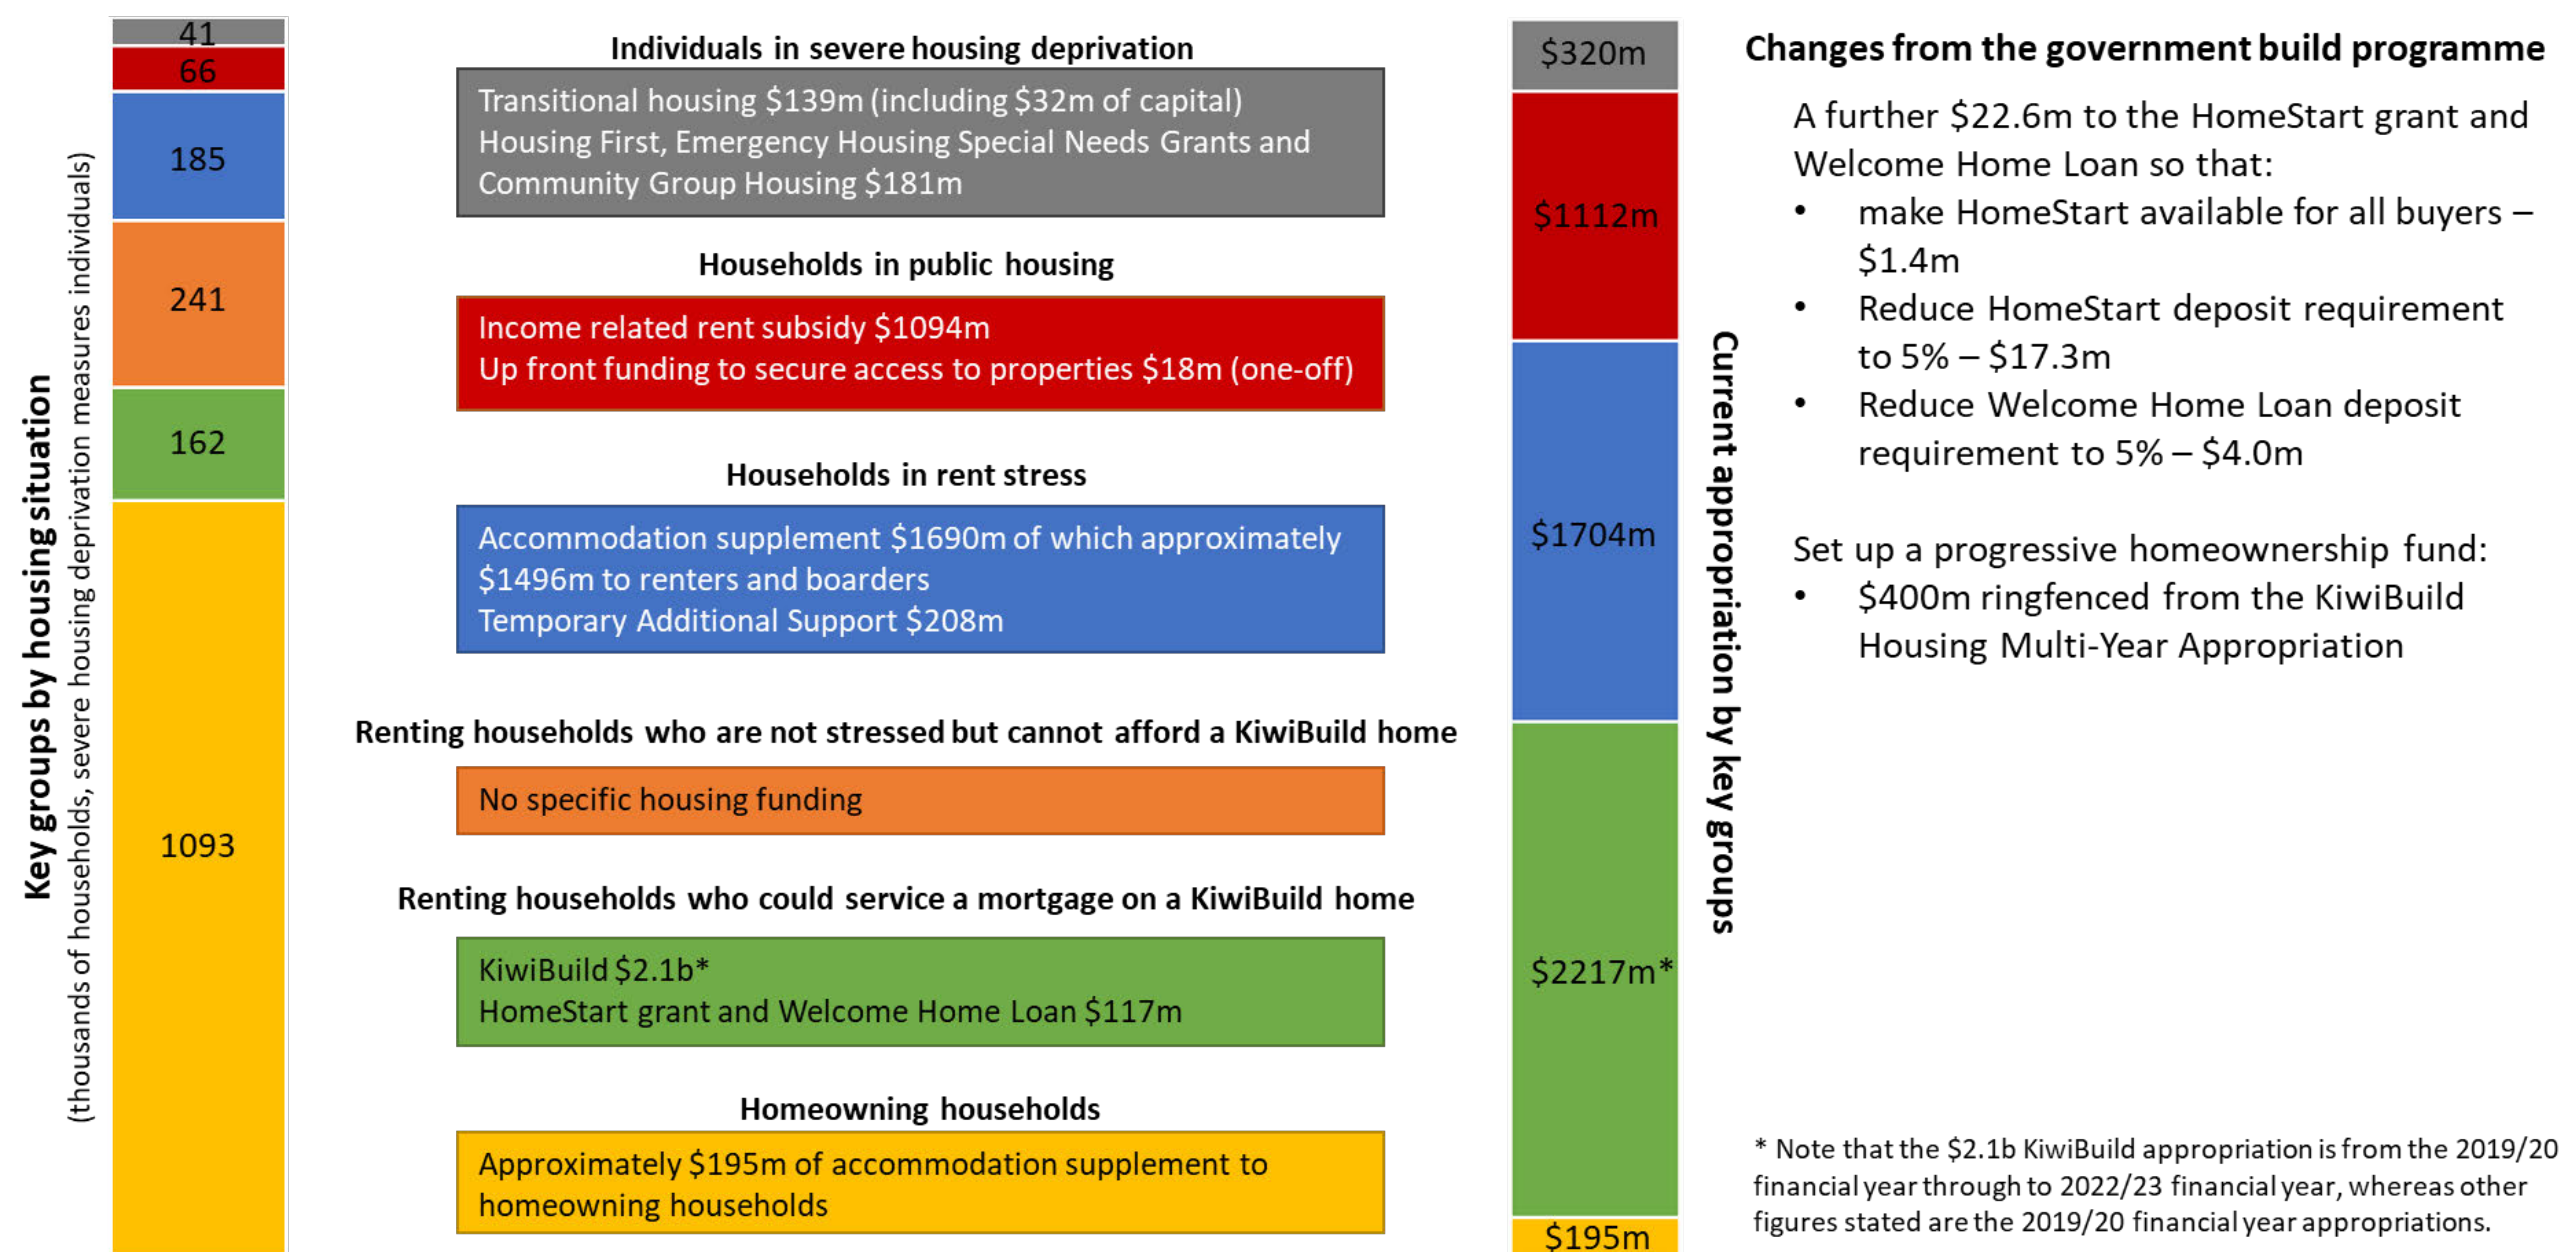 Key groups by housing situation
(thousands of households, severe housing deprivation measures individuals)
41
66
185
241
162
1093
Individuals in severe housing deprivation
Transitional housing $139m (including $32m of capital)
Housing First, Emergency Housing Special Needs Grants and
Community Group Housing $181m
Households in public housing
Income related rent subsidy $1094m
Up front funding to secure access to properties $18m (one-off)
Households in rent stress
Accommodation supplement $1690m of which approximately
$1496m to renters and boarders
Temporary Additional Support $208m
Renting households who are not stressed but cannot afford a KiwiBuild home
No specific housing funding
Renting households who could service a mortgage on a KiwiBuild home
KiwiBuild $2.1b*
HomeStart grant and Welcome Home Loan $117m
Homeowning households
Approximately $195m of accommodation supplement to
homeowning households
$320m
$1112m
$1704m
$2217m*
$195m
Current appropriation by key groups
Changes from the government build programme
A further $22.6m to the HomeStart grant and
Welcome Home Loan so that:
• make HomeStart available for all buyers –
$1.4m
• Reduce HomeStart deposit requirement
to 5% – $17.3m
• Reduce Welcome Home Loan deposit
requirement to 5% – $4.0m
Set up a progressive homeownership fund:
• $400m ringfenced from the KiwiBuild
Housing Multi-Year Appropriation
* Note that the $2.1b KiwiBuild appropriation is from the 2019/20
financial year through to 2022/23 financial year, whereas other
figures stated are the 2019/20 financial year appropriations.